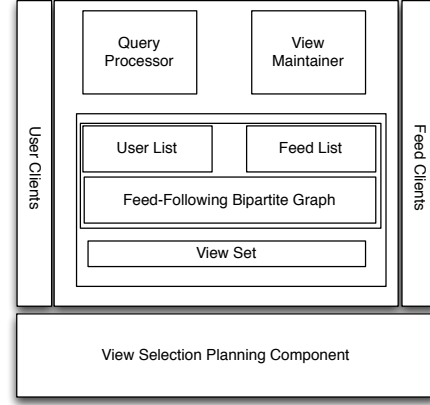 User Clients
Query
Processor
View
Maintainer
Feed Clients
User List
Feed List
Feed-Following Bipartite Graph
View Set
View Selection Planning Component